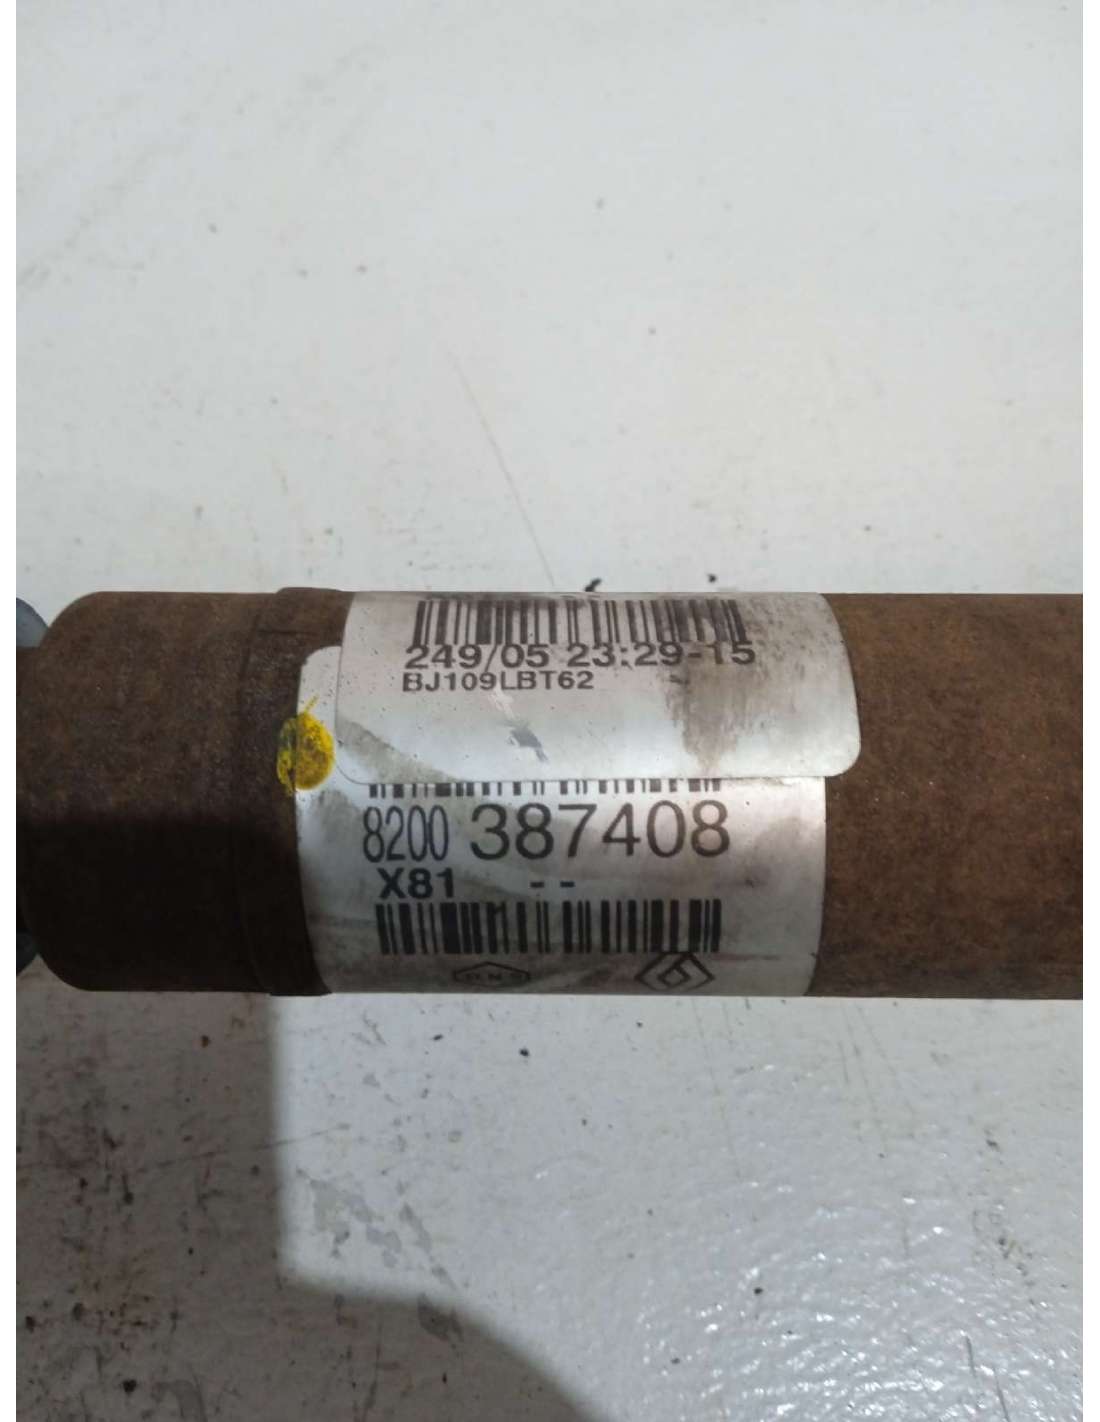 249/05 23:29-15
BJ109LBT62
8200 387408
X81 - -